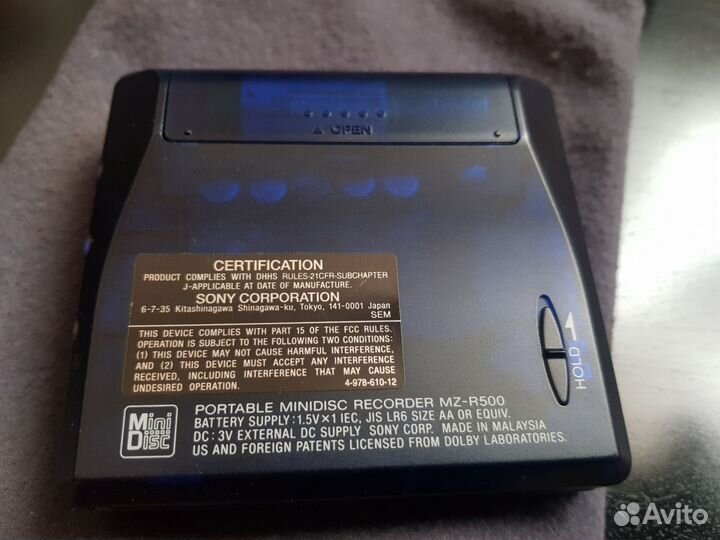 ▲ OPEN
CERTIFICATION
PRODUCT COMPLIES WITH DHHS RULES-21CFR-SUBCHAPTER
J-APPLICABLE AT DATE OF MANUFACTURE.
SONY CORPORATION
6-7-35 Kitashinagawa Shinagawa-ku, Tokyo, 141-0001 Japan
SEM
THIS DEVICE COMPLIES WITH PART 15 OF THE FCC RULES.
OPERATION IS SUBJECT TO THE FOLLOWING TWO CONDITIONS:
(1) THIS DEVICE MAY NOT CAUSE HARMFUL INTERFERENCE,
AND (2) THIS DEVICE MUST ACCEPT ANY INTERFERENCE
RECEIVED, INCLUDING INTERFERENCE THAT MAY CAUSE
UNDESIRED OPERATION.
4-978-610-12
HOLD
Mini
Disc
PORTABLE MINIDISC RECORDER MZ-R500
BATTERY SUPPLY:1.5V×1 IEC, JIS LR6 SIZE AA OR EQUIV.
DC:3V EXTERNAL DC SUPPLY SONY CORP. MADE IN MALAYSIA
US AND FOREIGN PATENTS LICENSED FROM DOLBY LABORATORIES.
Avito